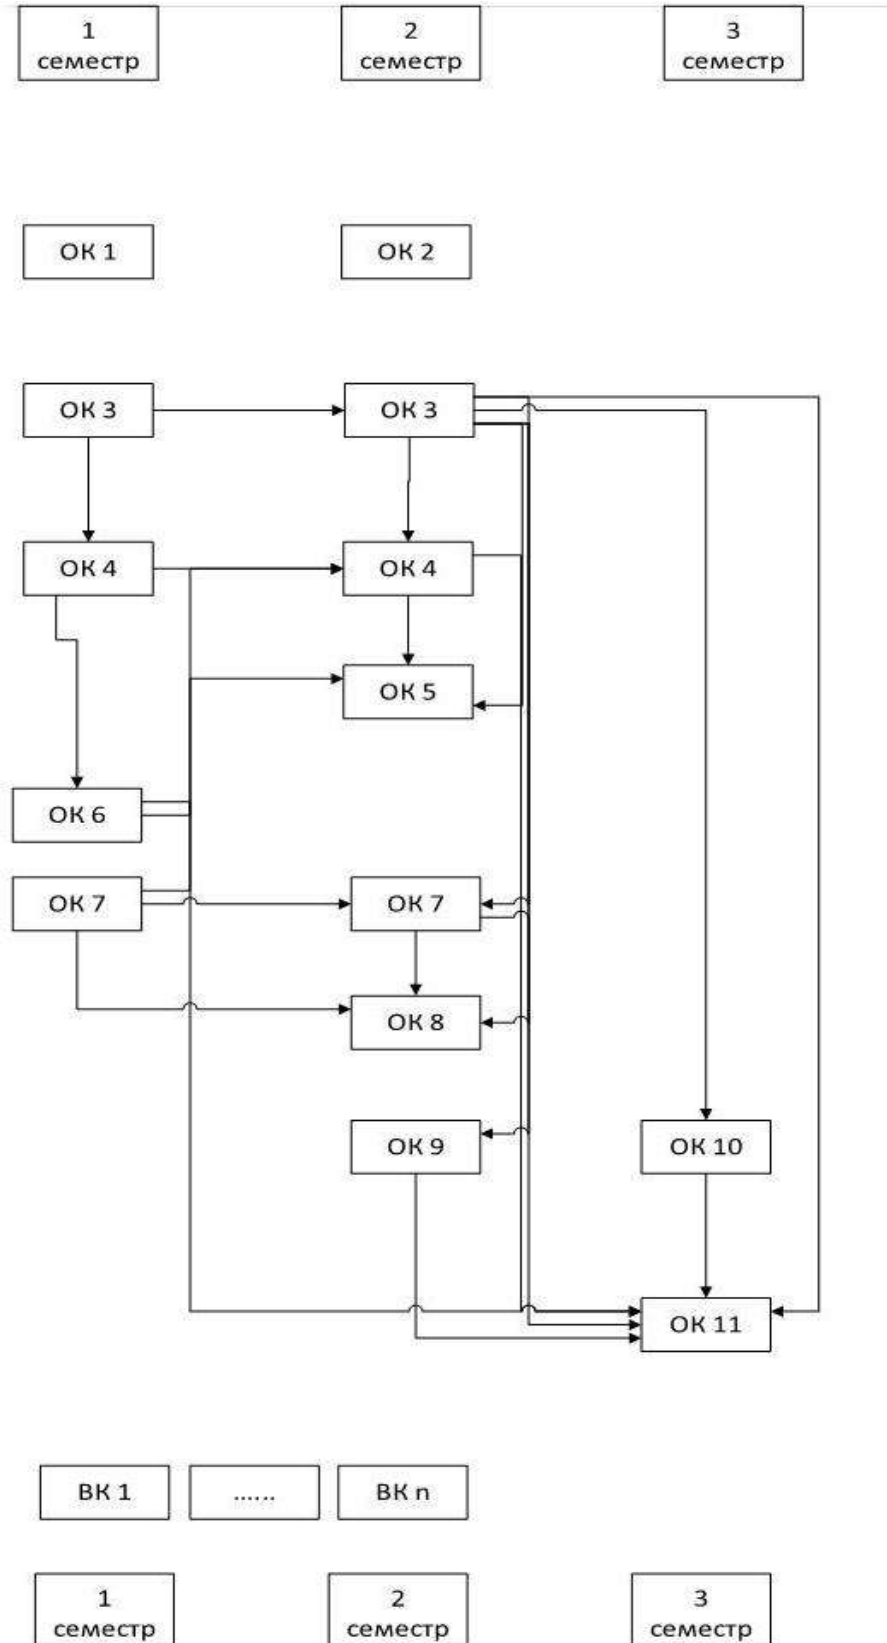 1
семестр
2
семестр
3
семестр
ОК 1
ОК 2
ОК 3
ОК 3
ОК 4
ОК 4
ОК 5
ОК 6
ОК 7
ОК 7
ОК 8
ОК 9
ОК 10
ОК 11
ВК 1
......
ВК n
1
семестр
2
семестр
3
семестр